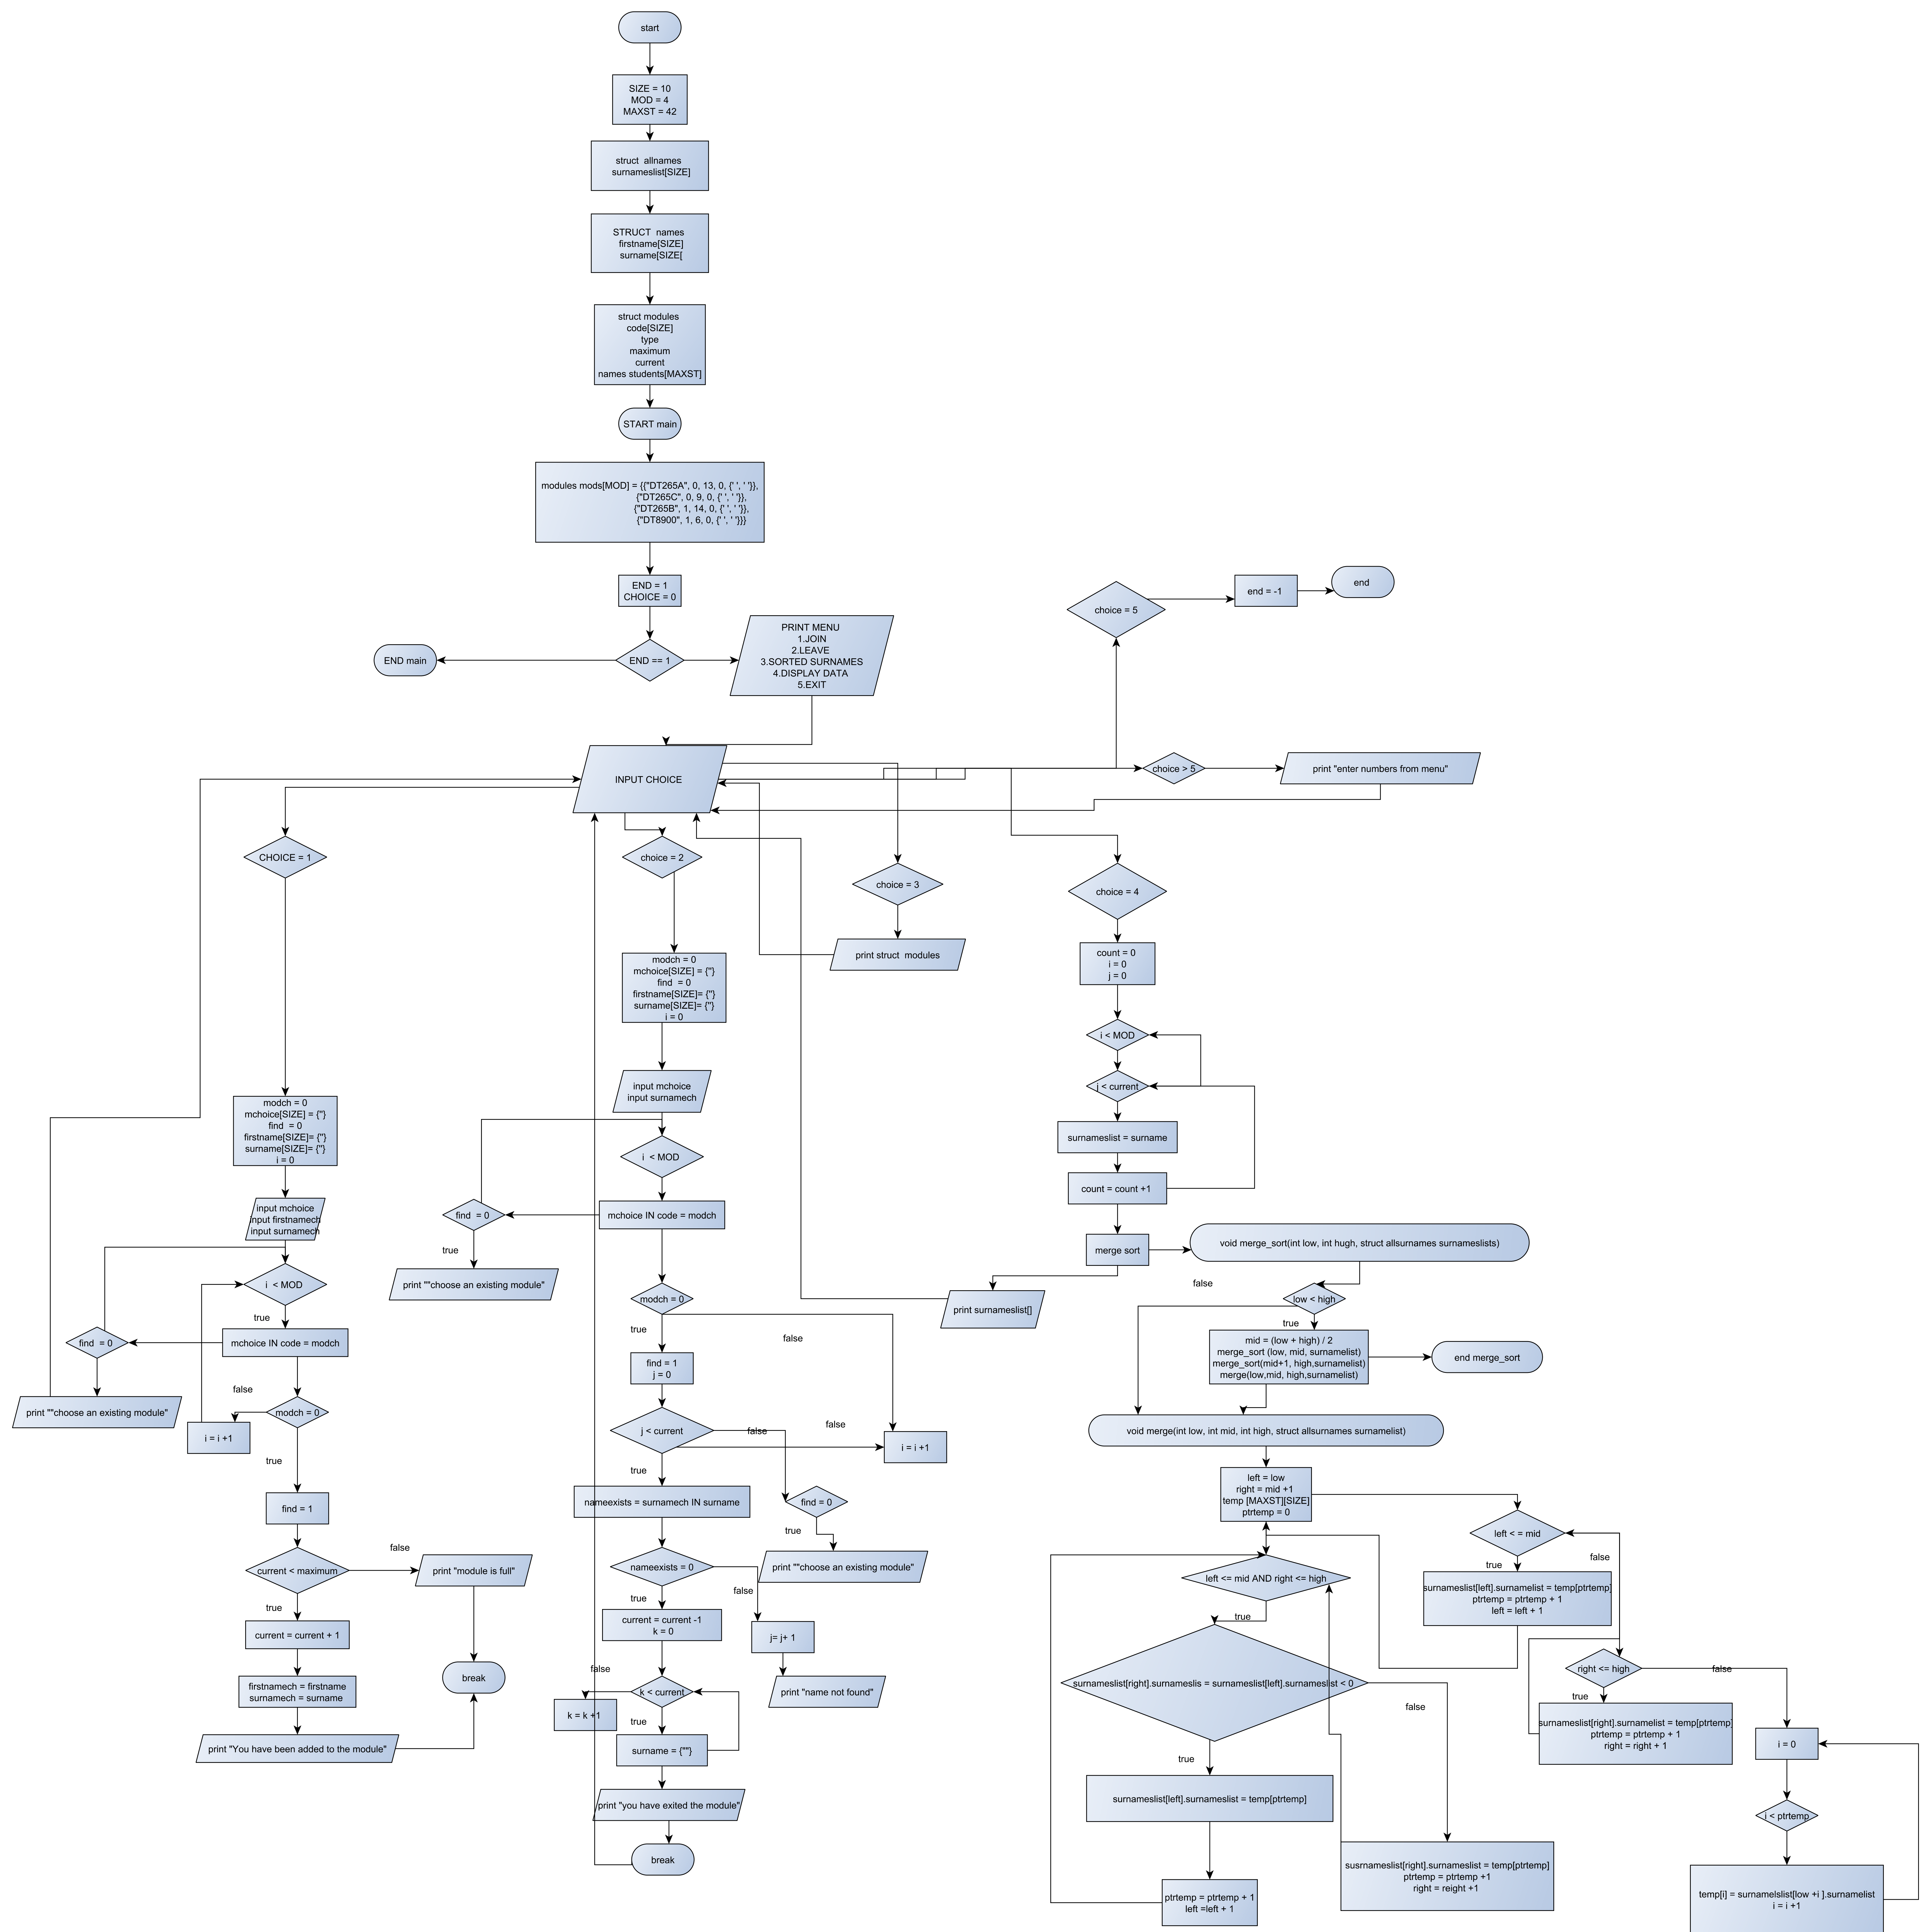 start
SIZE = 10
MOD = 4
MAXST = 42
struct allnames
surnameslist[SIZE]
STRUCT names
firstname[SIZE]
surname[SIZE[
struct modules
code[SIZE]
type
maximum
current
names students[MAXST]
START main
modules mods[MOD] = {{"DT265A", 0, 13, 0, {' ', ' '}},
{"DT265C", 0, 9, 0, {' ', ' '}},
{"DT265B", 1, 14, 0, {' ', ' '}},
{"DT8900", 1, 6, 0, {' ', ' '}}}
END = 1
CHOICE = 0
END == 1
END main
PRINT MENU
1.JOIN
2.LEAVE
3.SORTED SURNAMES
4.DISPLAY DATA
5.EXIT
choice = 5
end = -1
end
INPUT CHOICE
choice > 5
print "enter numbers from menu"
CHOICE = 1
choice = 2
choice = 3
choice = 4
print struct modules
modch = 0
mchoice[SIZE] = {''}
find = 0
firstname[SIZE]= {''}
surname[SIZE]= {''}
i = 0
input mchoice
input firstnamech
input surnamech
i < MOD
true
mchoice IN code = modch
find = 0
print ""choose an existing module"
false
modch = 0
i = i +1
true
find = 1
current < maximum
false
print "module is full"
true
current = current + 1
firstnamech = firstname
surnamech = surname
print "You have been added to the module"
break
modch = 0
mchoice[SIZE] = {''}
find = 0
firstname[SIZE]= {''}
surname[SIZE]= {''}
i = 0
input mchoice
input surnamech
i < MOD
mchoice IN code = modch
find = 0
true
print ""choose an existing module"
modch = 0
true
false
find = 1
j = 0
j < current
false
false
i = i +1
true
nameexists = surnamech IN surname
find = 0
true
print ""choose an existing module"
nameexists = 0
false
true
current = current -1
k = 0
j= j+ 1
print "name not found"
false
k < current
k = k +1
true
surname = {""}
print "you have exited the module"
break
count = 0
i = 0
j = 0
i < MOD
j < current
surnameslist = surname
count = count +1
merge sort
print surnameslist[]
void merge_sort(int low, int hugh, struct allsurnames surnameslists)
false
low < high
true
mid = (low + high) / 2
merge_sort (low, mid, surnamelist)
merge_sort(mid+1, high,surnamelist)
merge(low,mid, high,surnamelist)
end merge_sort
void merge(int low, int mid, int high, struct allsurnames surnamelist)
left = low
right = mid +1
temp [MAXST][SIZE]
ptrtemp = 0
left < = mid
true
false
surnameslist[left].surnamelist = temp[ptrtemp]
ptrtemp = ptrtemp + 1
left = left + 1
left <= mid AND right <= high
true
surnameslist[right].surnameslis = surnameslist[left].surnameslist < 0
false
true
surnameslist[left].surnameslist = temp[ptrtemp]
ptrtemp = ptrtemp + 1
left =left + 1
susrnameslist[right].surnameslist = temp[ptrtemp]
ptrtemp = ptrtemp +1
right = reight +1
right <= high
false
true
surnameslist[right].surnamelist = temp[ptrtemp]
ptrtemp = ptrtemp + 1
right = right + 1
i = 0
i < ptrtemp
temp[i] = surnamelslist[low +i ].surnamelist
i = i +1